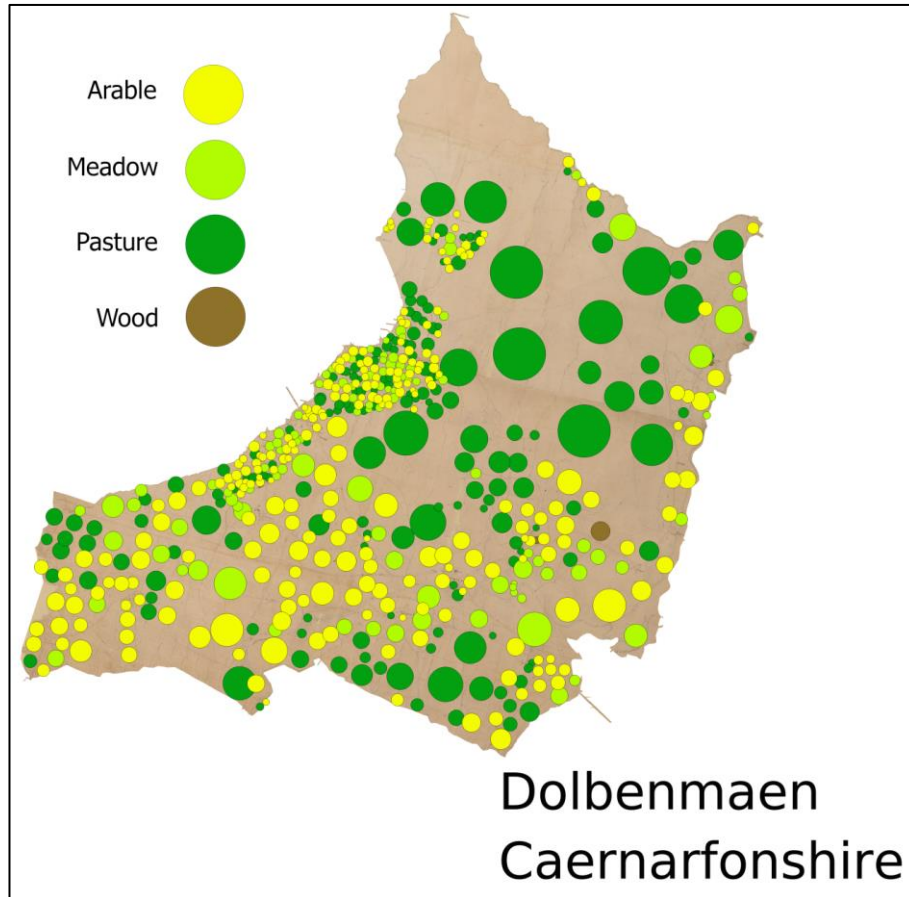 Arable
Meadow
Pasture
Wood
Dolbenmaen
Caernarfonshire